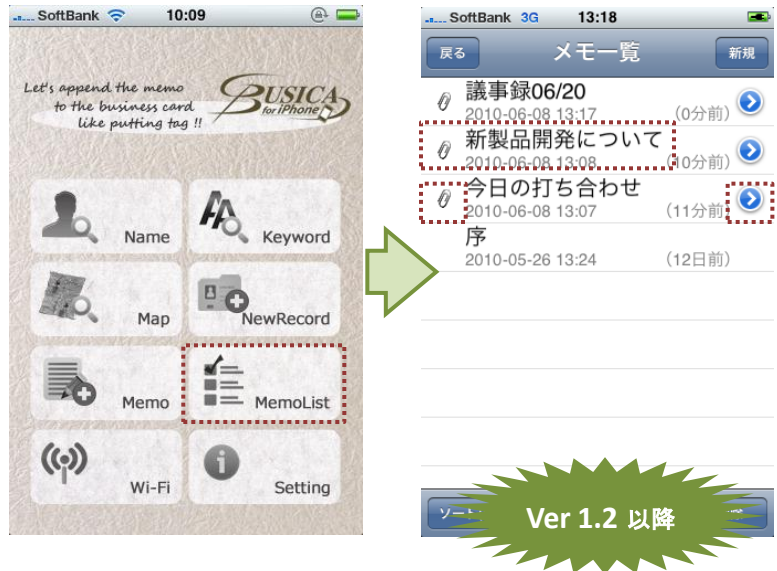 SoftBank 10:09
Let's append the memo
to the business card
like putting tag !!
BUSICA
for iPhone
Name
Keyword
Map
NewRecord
Memo
MemoList
Wi-Fi
Setting
SoftBank 3G 13:18
戻る
メモ一覧
新規
議事録06/20
2010-06-08 13:17 (0分前)
新製品開発について
2010-06-08 13:08 (10分前)
今日の打ち合わせ
2010-06-08 13:07 (11分前)
序
2010-05-26 13:24 (12日前)
Ver 1.2 以降